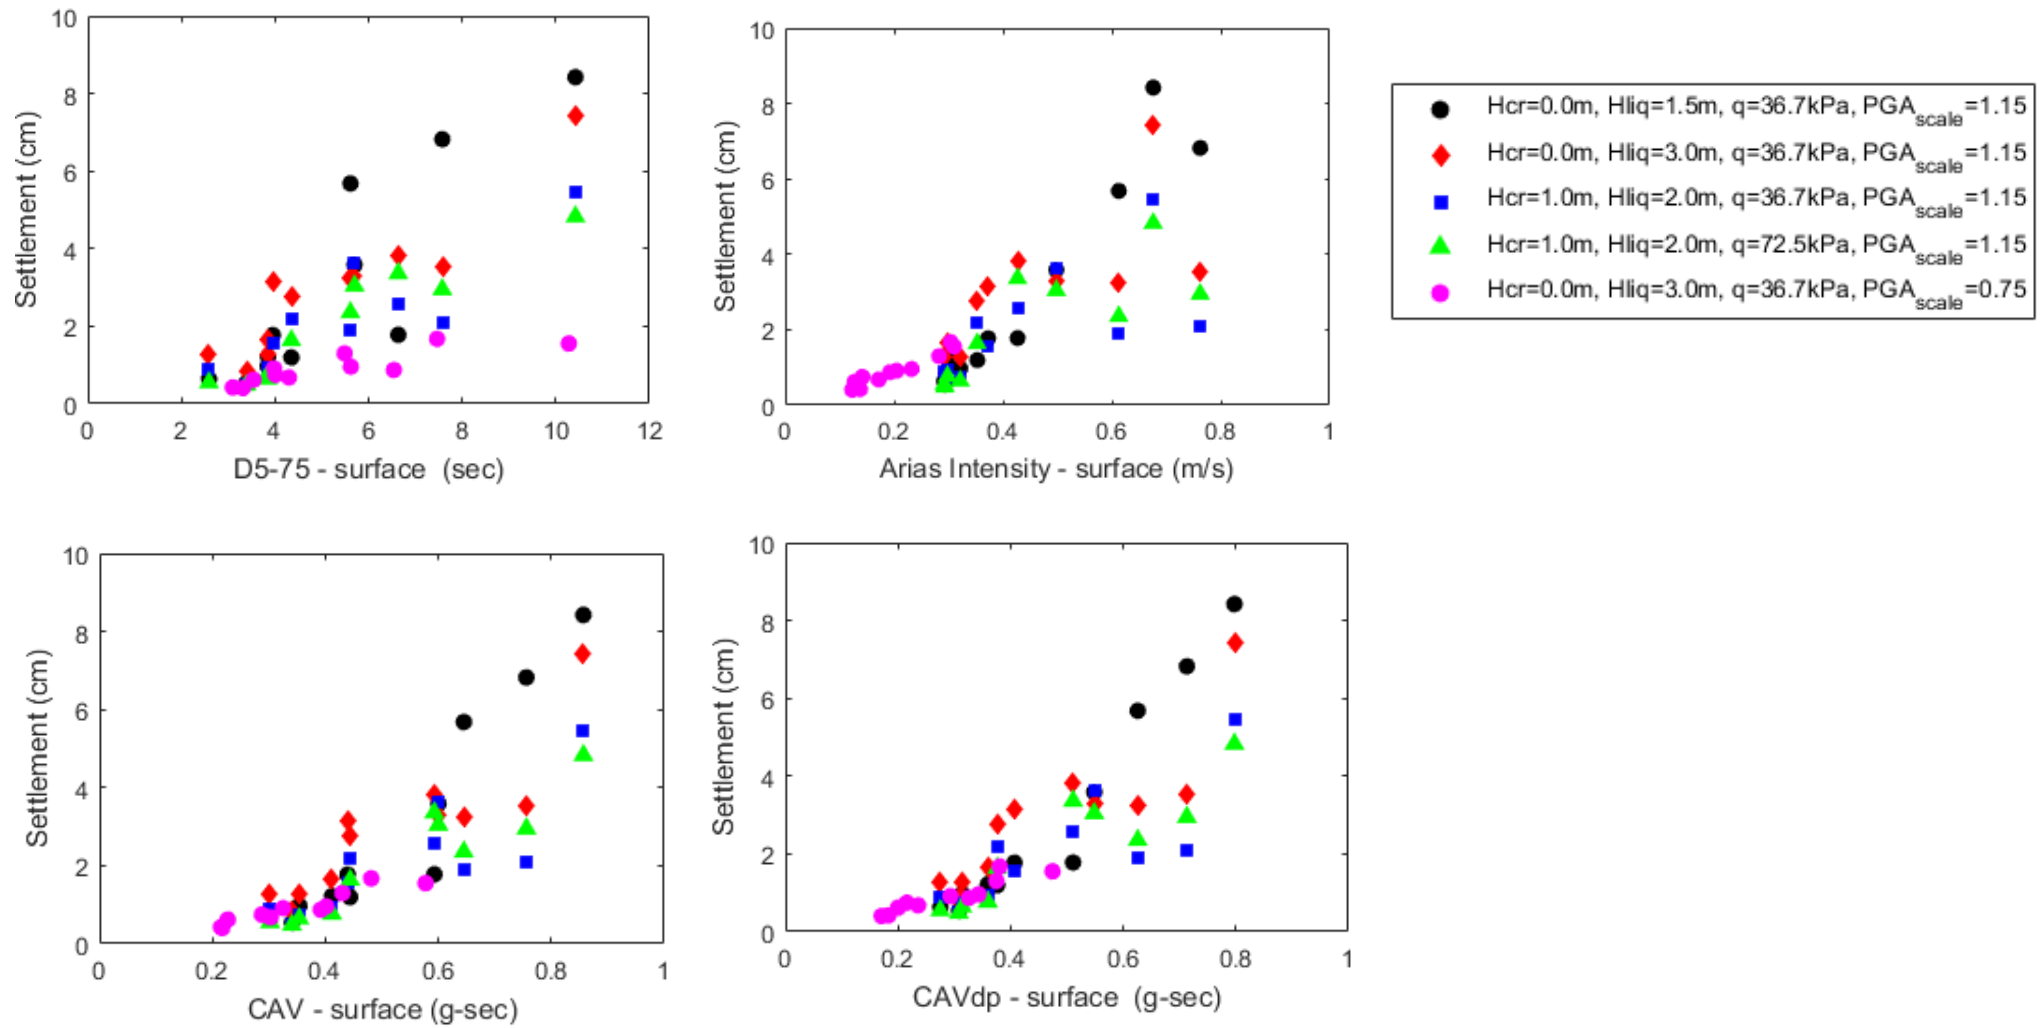 10
8
6
4
2
0
Settlement (cm)
0 2 4 6 8 10 12
D5-75 - surface (sec)
10
8
6
4
2
0
Settlement (cm)
0 0.2 0.4 0.6 0.8 1
Arias Intensity - surface (m/s)
Hcr=0.0m, Hliq=1.5m, q=36.7kPa, PGAscale=1.15
Hcr=0.0m, Hliq=3.0m, q=36.7kPa, PGAscale=1.15
Hcr=1.0m, Hliq=2.0m, q=36.7kPa, PGAscale=1.15
Hcr=1.0m, Hliq=2.0m, q=72.5kPa, PGAscale=1.15
Hcr=0.0m, Hliq=3.0m, q=36.7kPa, PGAscale=0.75
10
8
6
4
2
0
Settlement (cm)
0 0.2 0.4 0.6 0.8 1
CAV - surface (g-sec)
10
8
6
4
2
0
Settlement (cm)
0 0.2 0.4 0.6 0.8 1
CAVdp - surface (g-sec)